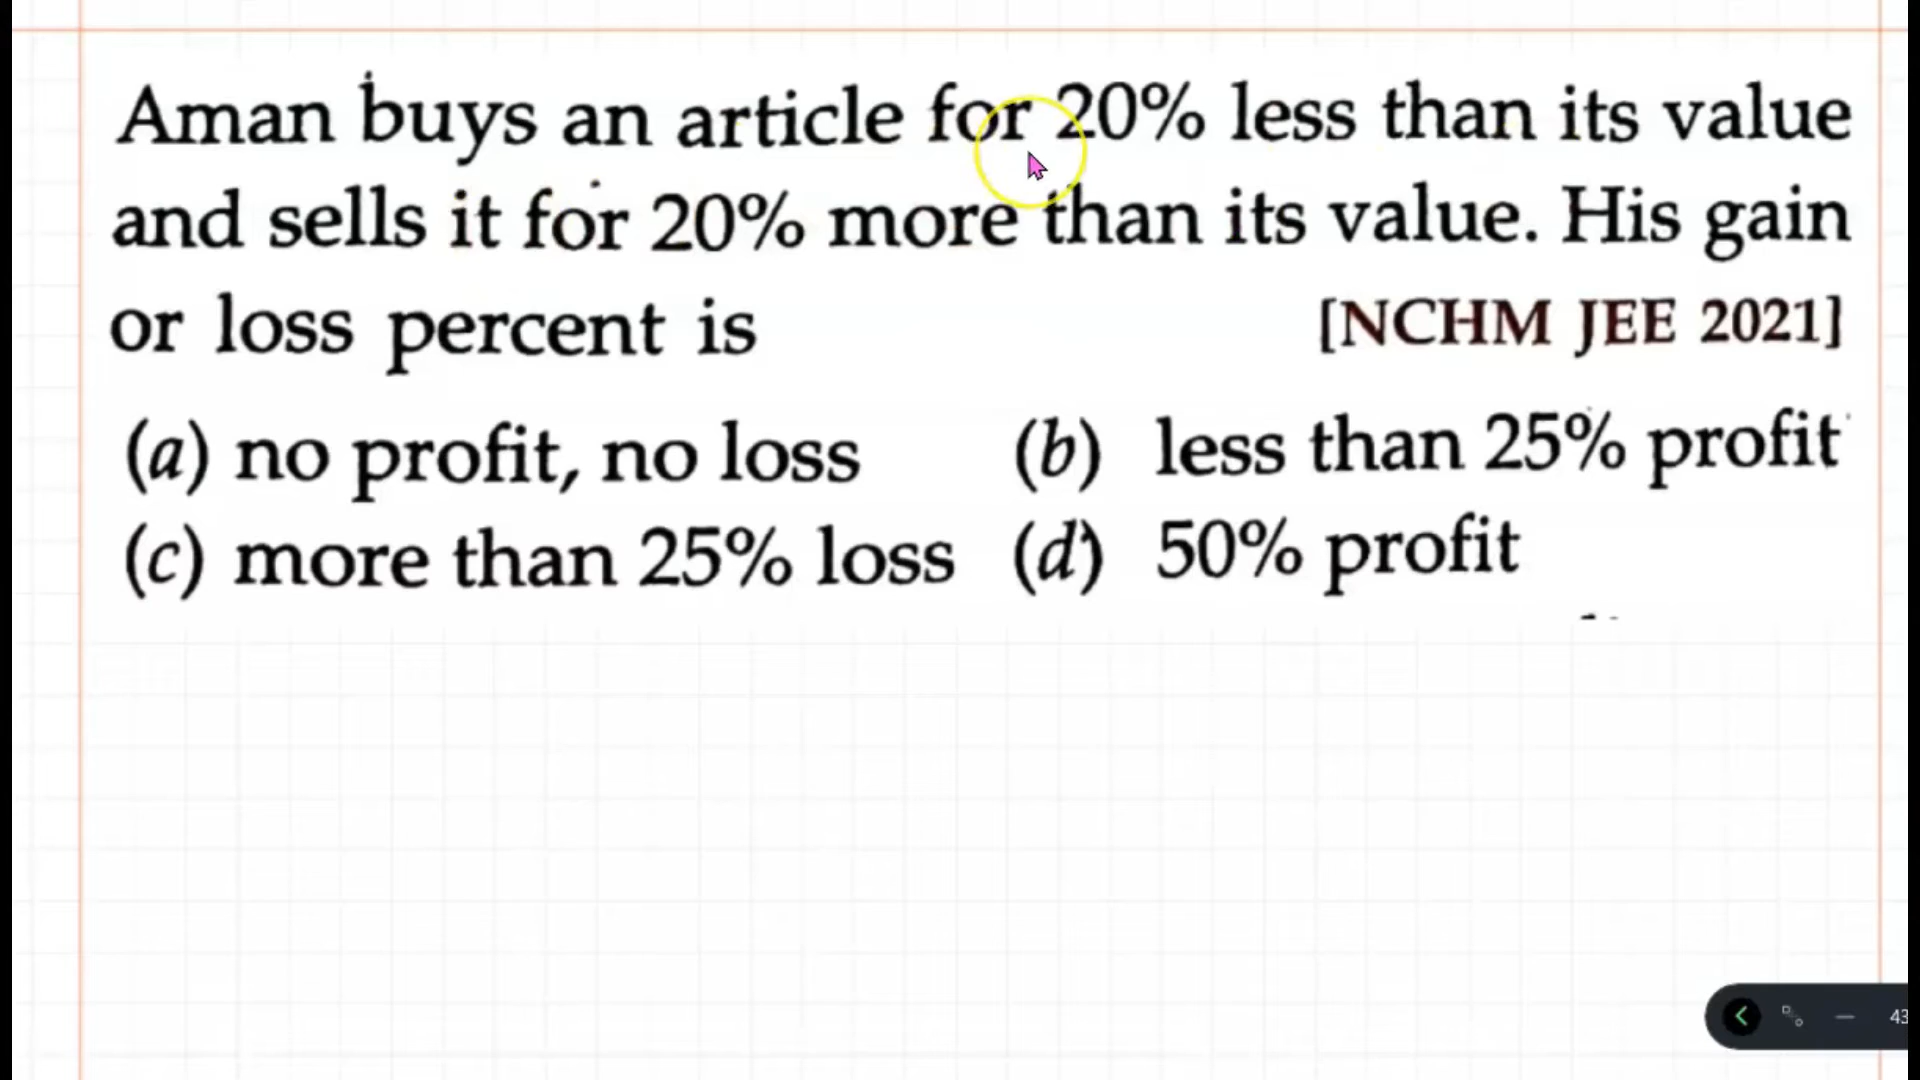 Aman buys an article for 20% less than its value
and sells it for 20% more than its value. His gain
or loss percent is [NCHM JEE 2021]
(a) no profit, no loss (b) less than 25% profit
(c) more than 25% loss (d) 50% profit
43